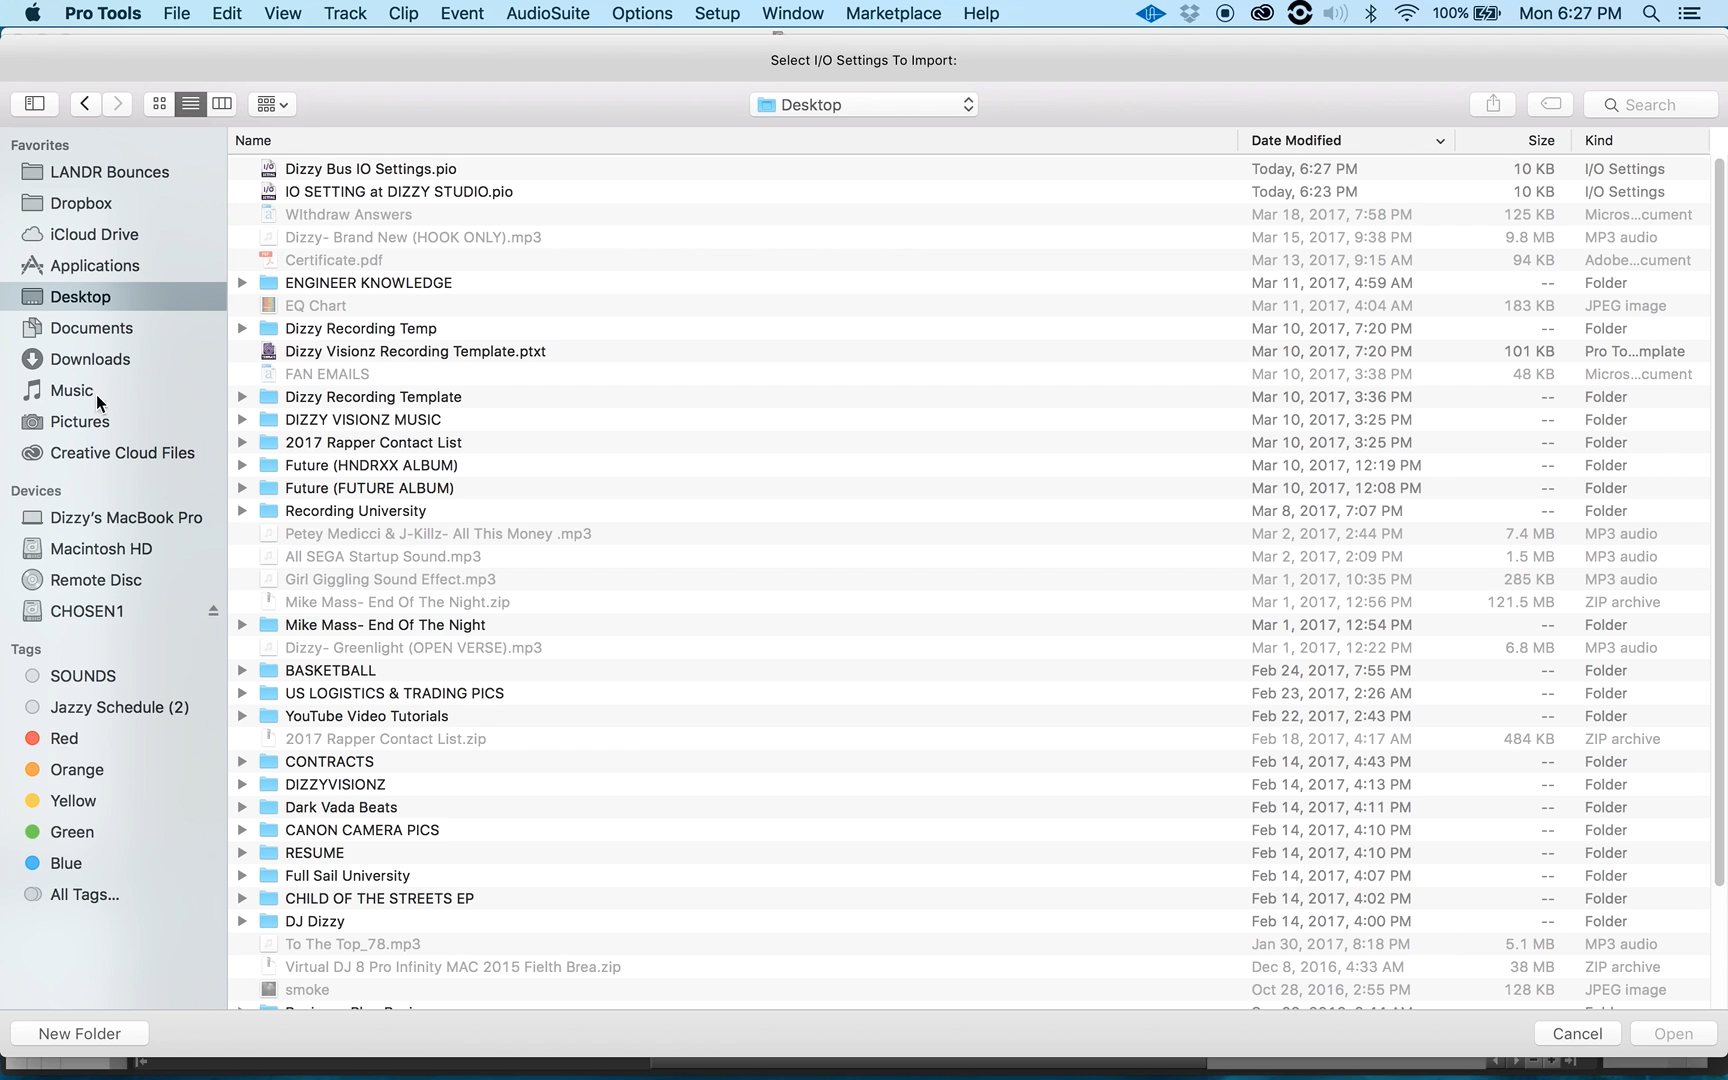 Pro Tools File Edit View Track Clip Event AudioSuite Options Setup Window Marketplace Help 100% Mon 6:27 PM
Select I/O Settings To Import:
Desktop Search
Favorites
LANDR Bounces
Dropbox
iCloud Drive
Applications
Desktop
Documents
Downloads
Music
Pictures
Creative Cloud Files
Devices
Dizzy's MacBook Pro
Macintosh HD
Remote Disc
CHOSEN1
Tags
SOUNDS
Jazzy Schedule (2)
Red
Orange
Yellow
Green
Blue
All Tags...
Name Date Modified Size Kind
Dizzy Bus IO Settings.pio Today, 6:27 PM 10 KB I/O Settings
IO SETTING at DIZZY STUDIO.pio Today, 6:23 PM 10 KB I/O Settings
WIthdraw Answers Mar 18, 2017, 7:58 PM 125 KB Micros...cument
Dizzy- Brand New (HOOK ONLY).mp3 Mar 15, 2017, 9:38 PM 9.8 MB MP3 audio
Certificate.pdf Mar 13, 2017, 9:15 AM 94 KB Adobe...cument
ENGINEER KNOWLEDGE Mar 11, 2017, 4:59 AM -- Folder
EQ Chart Mar 11, 2017, 4:04 AM 183 KB JPEG image
Dizzy Recording Temp Mar 10, 2017, 7:20 PM -- Folder
Dizzy Visionz Recording Template.ptxt Mar 10, 2017, 7:20 PM 101 KB Pro To...mplate
FAN EMAILS Mar 10, 2017, 3:38 PM 48 KB Micros...cument
Dizzy Recording Template Mar 10, 2017, 3:36 PM -- Folder
DIZZY VISIONZ MUSIC Mar 10, 2017, 3:25 PM -- Folder
2017 Rapper Contact List Mar 10, 2017, 3:25 PM -- Folder
Future (HNDRXX ALBUM) Mar 10, 2017, 12:19 PM -- Folder
Future (FUTURE ALBUM) Mar 10, 2017, 12:08 PM -- Folder
Recording University Mar 8, 2017, 7:07 PM -- Folder
Petey Medicci & J-Killz- All This Money .mp3 Mar 2, 2017, 2:44 PM 7.4 MB MP3 audio
All SEGA Startup Sound.mp3 Mar 2, 2017, 2:09 PM 1.5 MB MP3 audio
Girl Giggling Sound Effect.mp3 Mar 1, 2017, 10:35 PM 285 KB MP3 audio
Mike Mass- End Of The Night.zip Mar 1, 2017, 12:56 PM 121.5 MB ZIP archive
Mike Mass- End Of The Night Mar 1, 2017, 12:54 PM -- Folder
Dizzy- Greenlight (OPEN VERSE).mp3 Mar 1, 2017, 12:22 PM 6.8 MB MP3 audio
BASKETBALL Feb 24, 2017, 7:55 PM -- Folder
US LOGISTICS & TRADING PICS Feb 23, 2017, 2:26 AM -- Folder
YouTube Video Tutorials Feb 22, 2017, 2:43 PM -- Folder
2017 Rapper Contact List.zip Feb 18, 2017, 4:17 AM 484 KB ZIP archive
CONTRACTS Feb 14, 2017, 4:43 PM -- Folder
DIZZYVISIONZ Feb 14, 2017, 4:13 PM -- Folder
Dark Vada Beats Feb 14, 2017, 4:11 PM -- Folder
CANON CAMERA PICS Feb 14, 2017, 4:10 PM -- Folder
RESUME Feb 14, 2017, 4:10 PM -- Folder
Full Sail University Feb 14, 2017, 4:07 PM -- Folder
CHILD OF THE STREETS EP Feb 14, 2017, 4:02 PM -- Folder
DJ Dizzy Feb 14, 2017, 4:00 PM -- Folder
To The Top_78.mp3 Jan 30, 2017, 8:18 PM 5.1 MB MP3 audio
Virtual DJ 8 Pro Infinity MAC 2015 Fielth Brea.zip Dec 8, 2016, 4:33 AM 38 MB ZIP archive
smoke Oct 28, 2016, 2:55 PM 128 KB JPEG image
New Folder Cancel Open